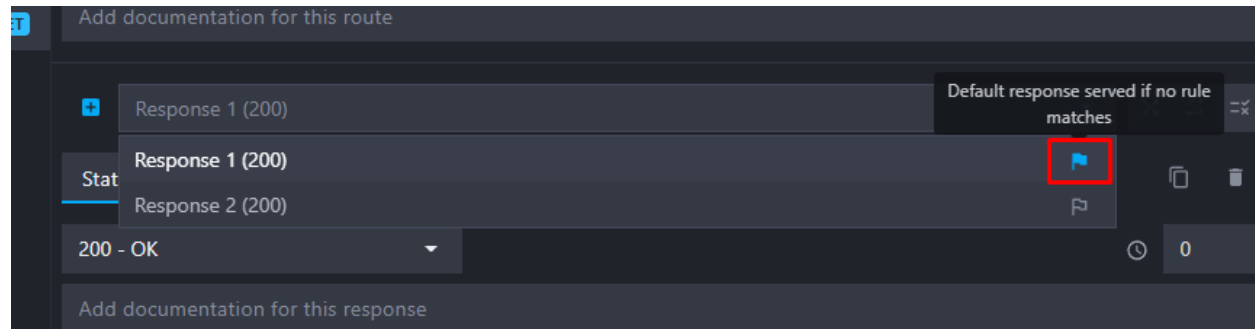 ET
Add documentation for this route
Default response served if no rule
matches
Response 1 (200)
Response 1 (200)
Stat
Response 2 (200)
200 - OK
0
Add documentation for this response